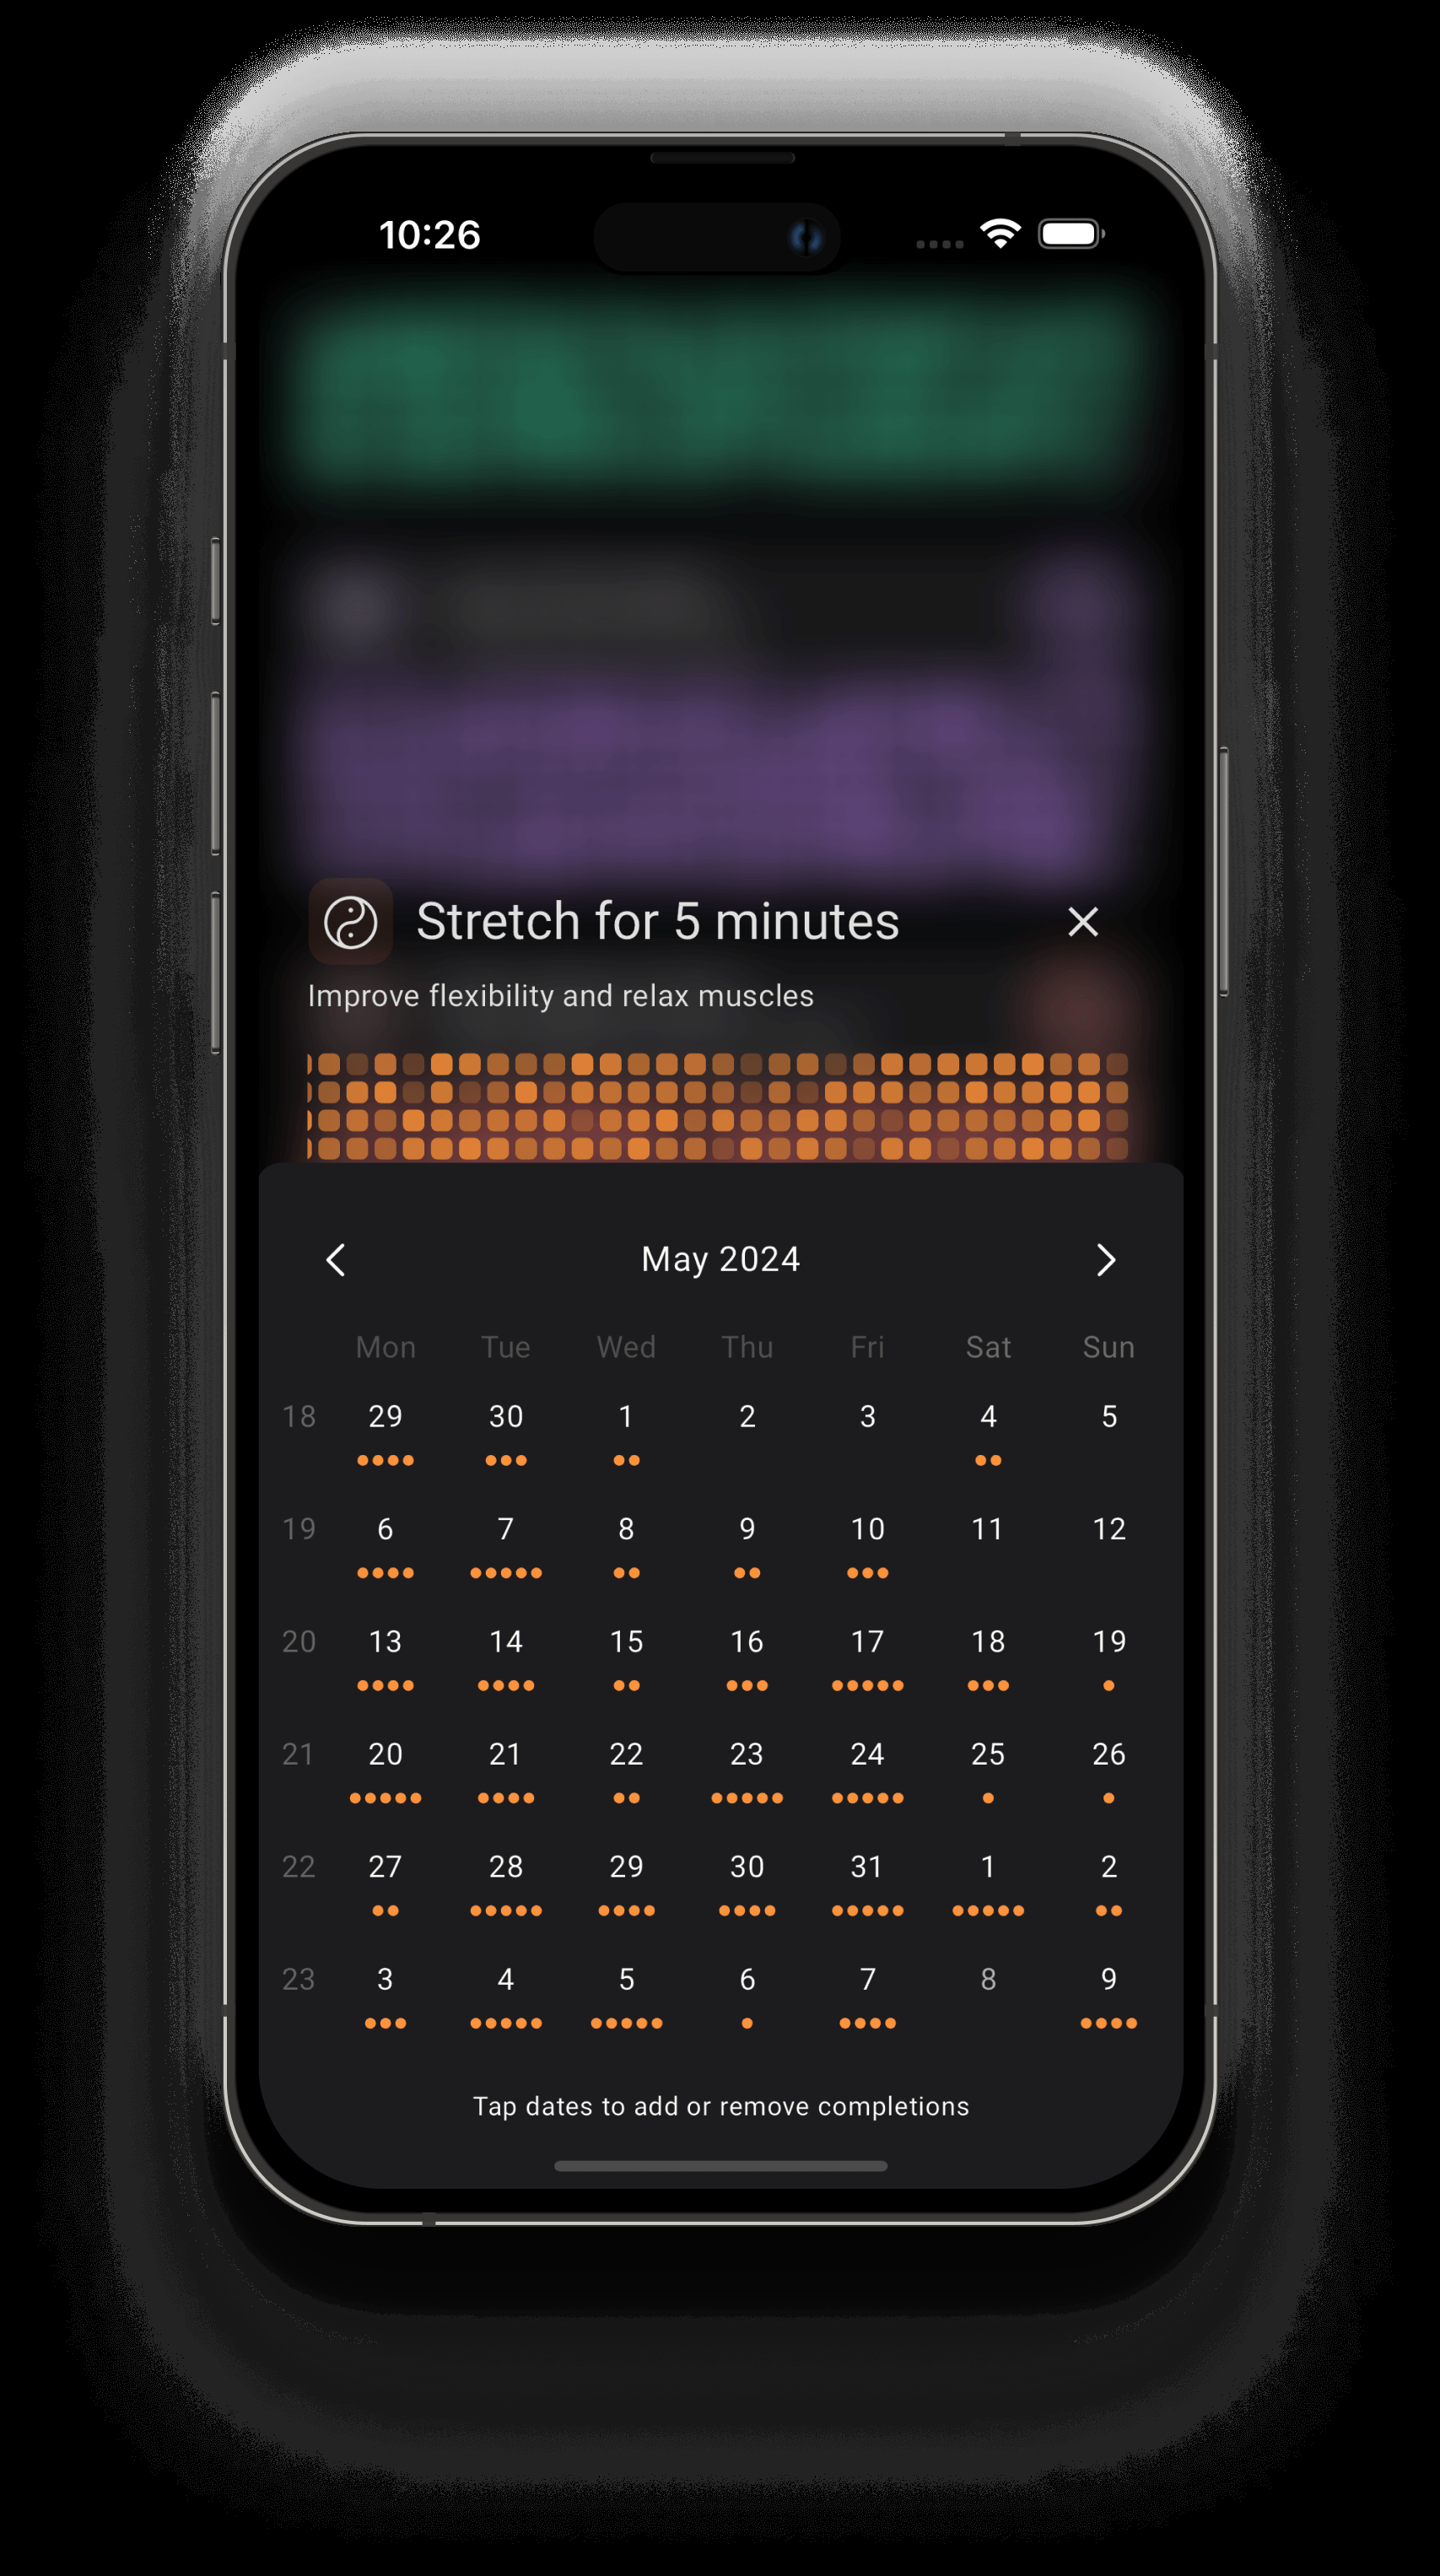 10:26
Stretch for 5 minutes
Improve flexibility and relax muscles
May 2024
Mon Tue Wed Thu Fri Sat Sun
18 29 30 1 2 3 4 5
19 6 7 8 9 10 11 12
20 13 14 15 16 17 18 19
21 20 21 22 23 24 25 26
22 27 28 29 30 31 1 2
23 3 4 5 6 7 8 9
Tap dates to add or remove completions